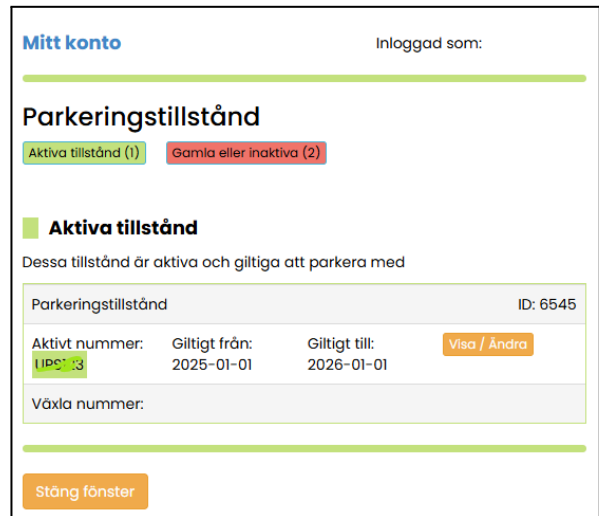 Mitt konto Inloggad som:
Parkeringstillstånd
Aktiva tillstånd (1) Gamla eller inaktiva (2)
Aktiva tillstånd
Dessa tillstånd är aktiva och giltiga att parkera med
Parkeringstillstånd ID: 6545
Aktivt nummer: Giltigt från: Giltigt till: Visa / Ändra
2025-01-01 2026-01-01
Växla nummer:
Stäng fönster